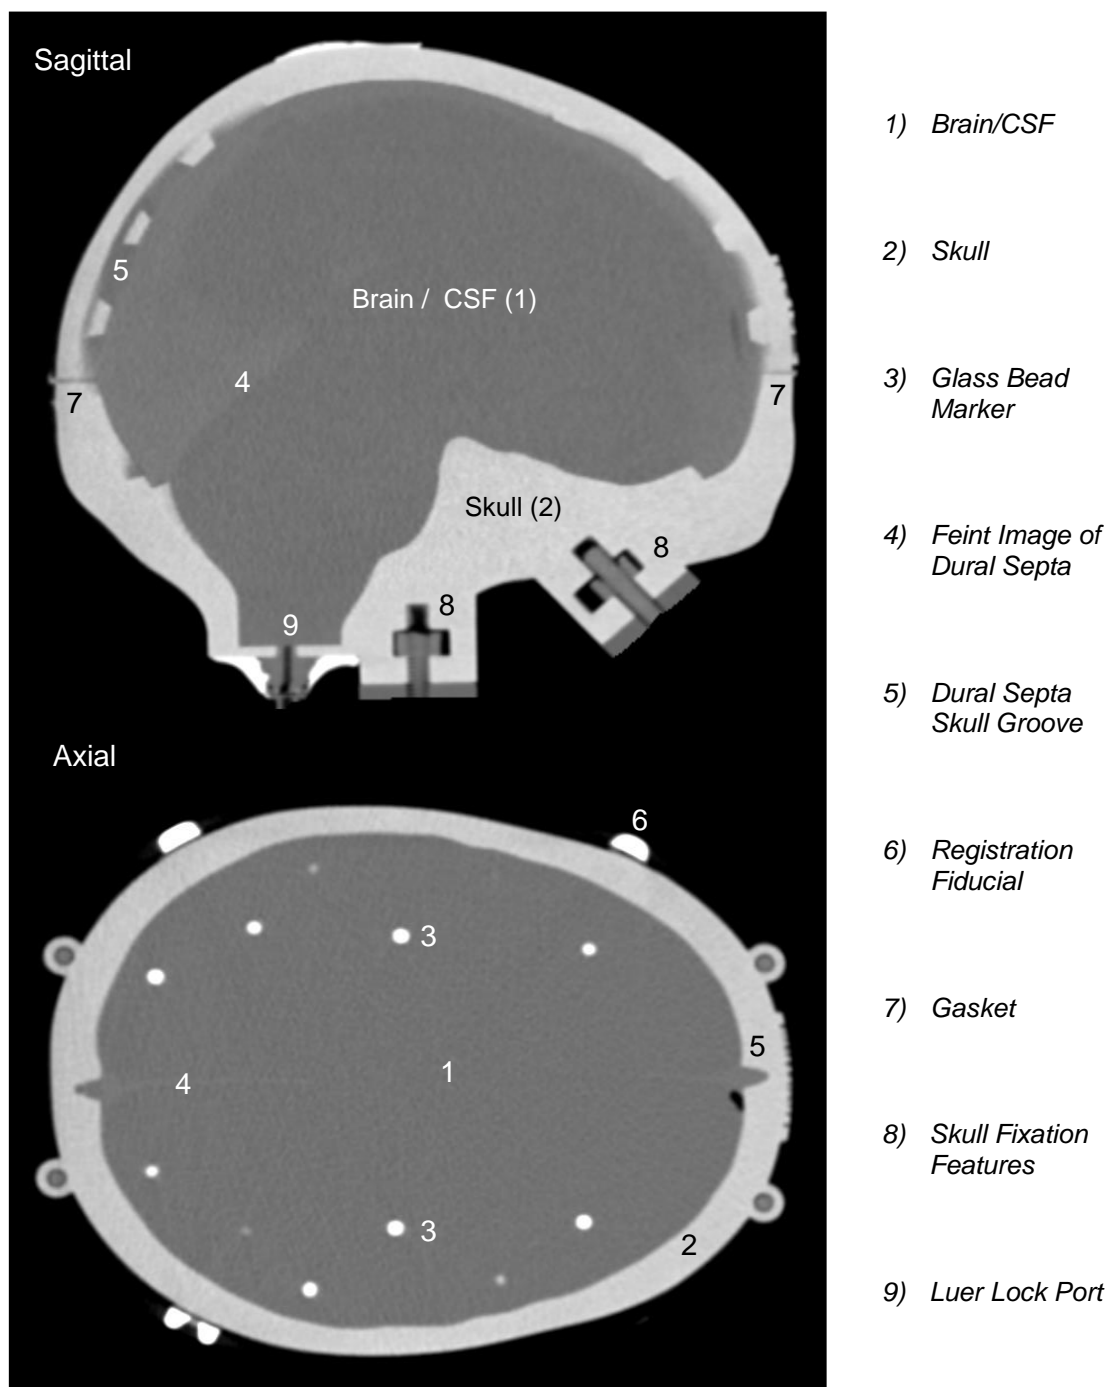 Sagittal
5
Brain / CSF (1)
4
7
7
Skull (2)
8
8
9
Axial
6
3
5
1
4
3
2
1) Brain/CSF
2) Skull
3) Glass Bead
Marker
4) Feint Image of
Dural Septa
5) Dural Septa
Skull Groove
6) Registration
Fiducial
7) Gasket
8) Skull Fixation
Features
9) Luer Lock Port